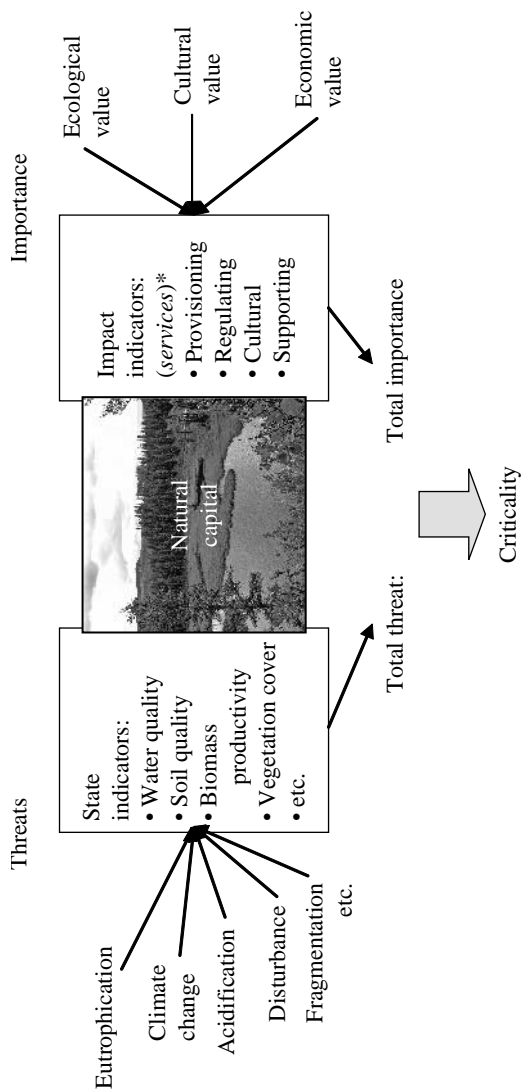 Threats
Importance
Eutrophication
Climate
change
Acidification
Disturbance
Fragmentation
etc.
State
indicators:
• Water quality
• Soil quality
• Biomass
productivity
• Vegetation cover
• etc.
Natural
capital
Impact
indicators:
(services)*
• Provisioning
• Regulating
• Cultural
• Supporting
Ecological
value
Cultural
value
Economic
value
Total threat:
Total importance
Criticality